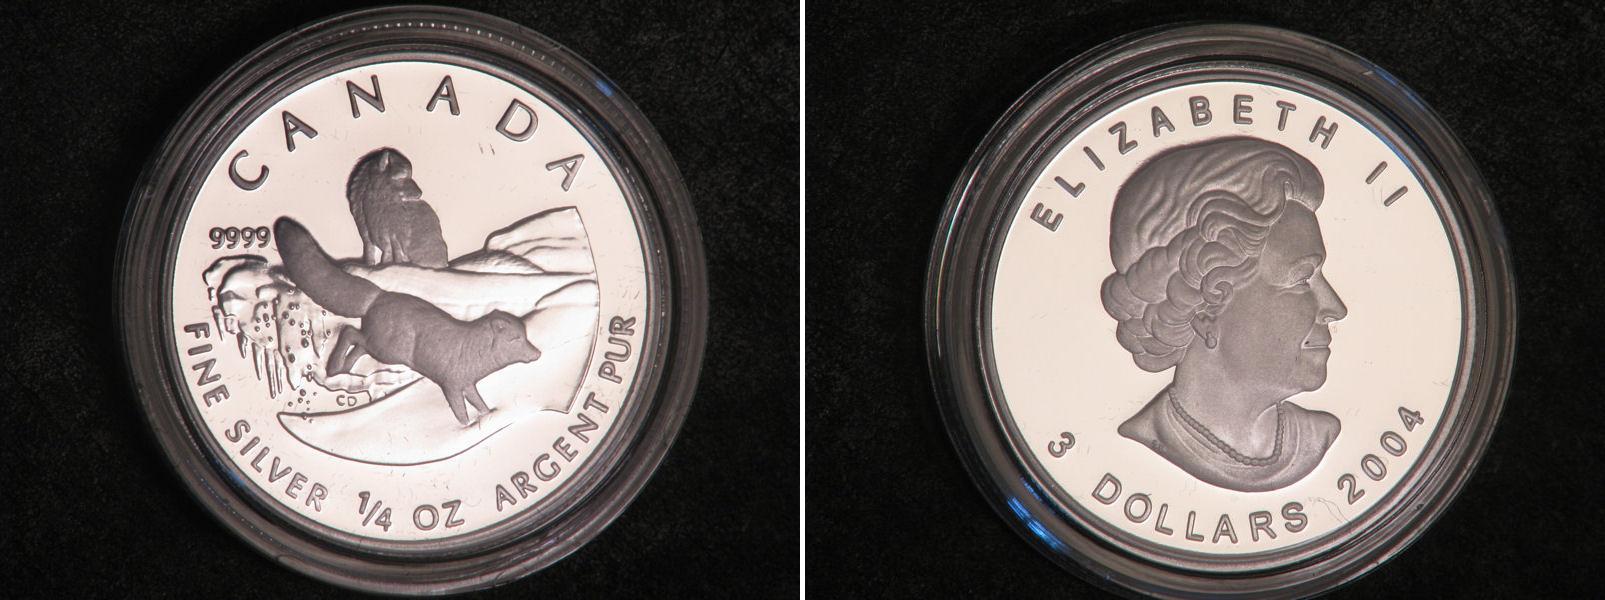 CANADA
9999
CD
FINE SILVER 1/4 OZ ARGENT PUR
ELIZABETH II
3 DOLLARS 2004